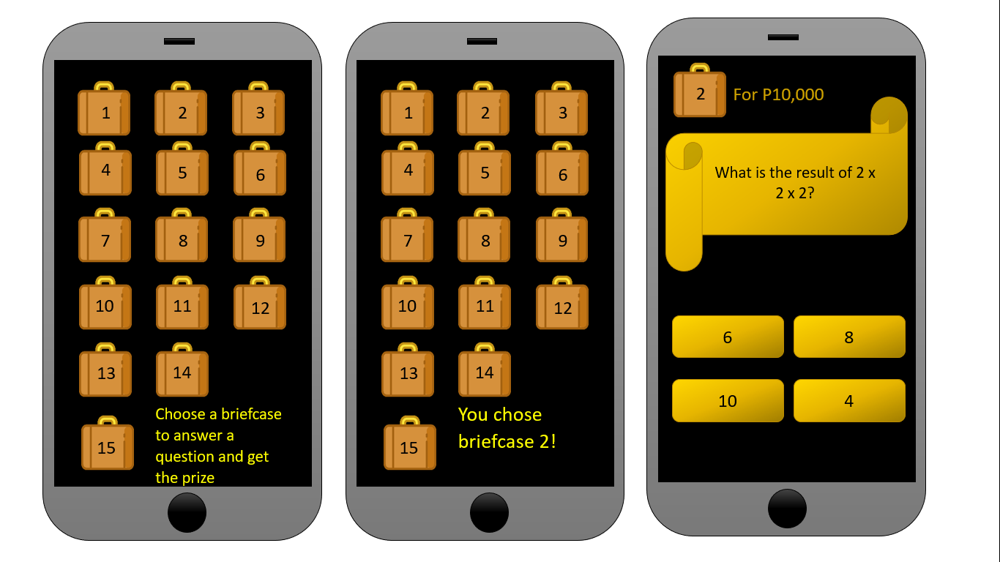 1 2 3
4 5 6
7 8 9
10 11 12
13 14
15
Choose a briefcase
to answer a
question and get
the prize
1 2 3
4 5 6
7 8 9
10 11 12
13 14
15
You chose
briefcase 2!
2
For P10,000
What is the result of 2 x
2 x 2?
6 8
10 4